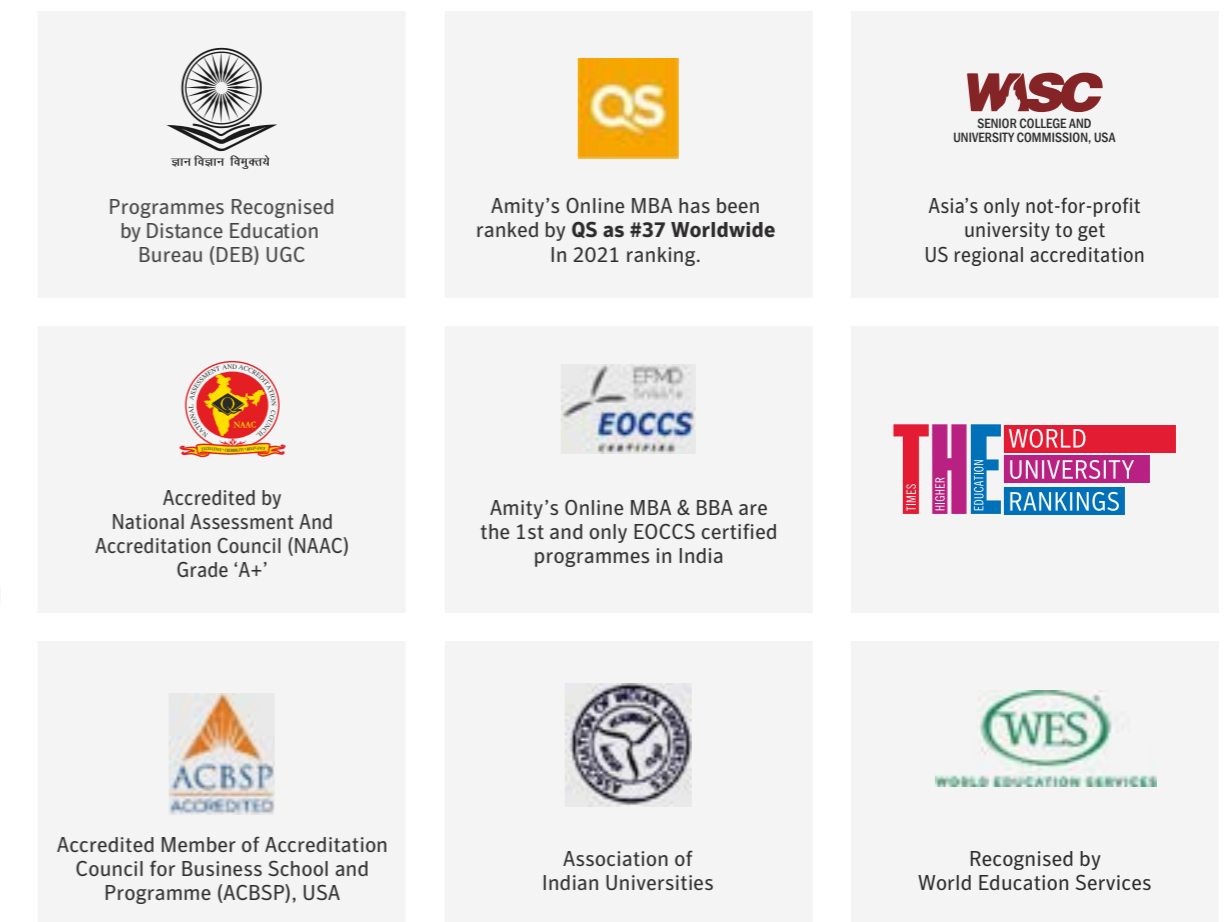 ज्ञान विज्ञान विमुक्तये
Programmes Recognised
by Distance Education
Bureau (DEB) UGC
QS
Amity's Online MBA has been
ranked by QS as #37 Worldwide
In 2021 ranking.
WASC
SENIOR COLLEGE AND
UNIVERSITY COMMISSION, USA
Asia's only not-for-profit
university to get
US regional accreditation
NATIONAL ASSESSMENT AND ACCREDITATION COUNCIL
NAAC
Accredited by
National Assessment And
Accreditation Council (NAAC)
Grade ‘A+’
EFMD
EOCCS
CERTIFIED
Amity's Online MBA & BBA are
the 1st and only EOCCS certified
programmes in India
TIMES
HIGHER
EDUCATION
WORLD
UNIVERSITY
RANKINGS
ACBSP
ACCREDITED
Accredited Member of Accreditation
Council for Business School and
Programme (ACBSP), USA
ASSOCIATION OF INDIAN UNIVERSITIES
Association of
Indian Universities
WES
WORLD EDUCATION SERVICES
Recognised by
World Education Services